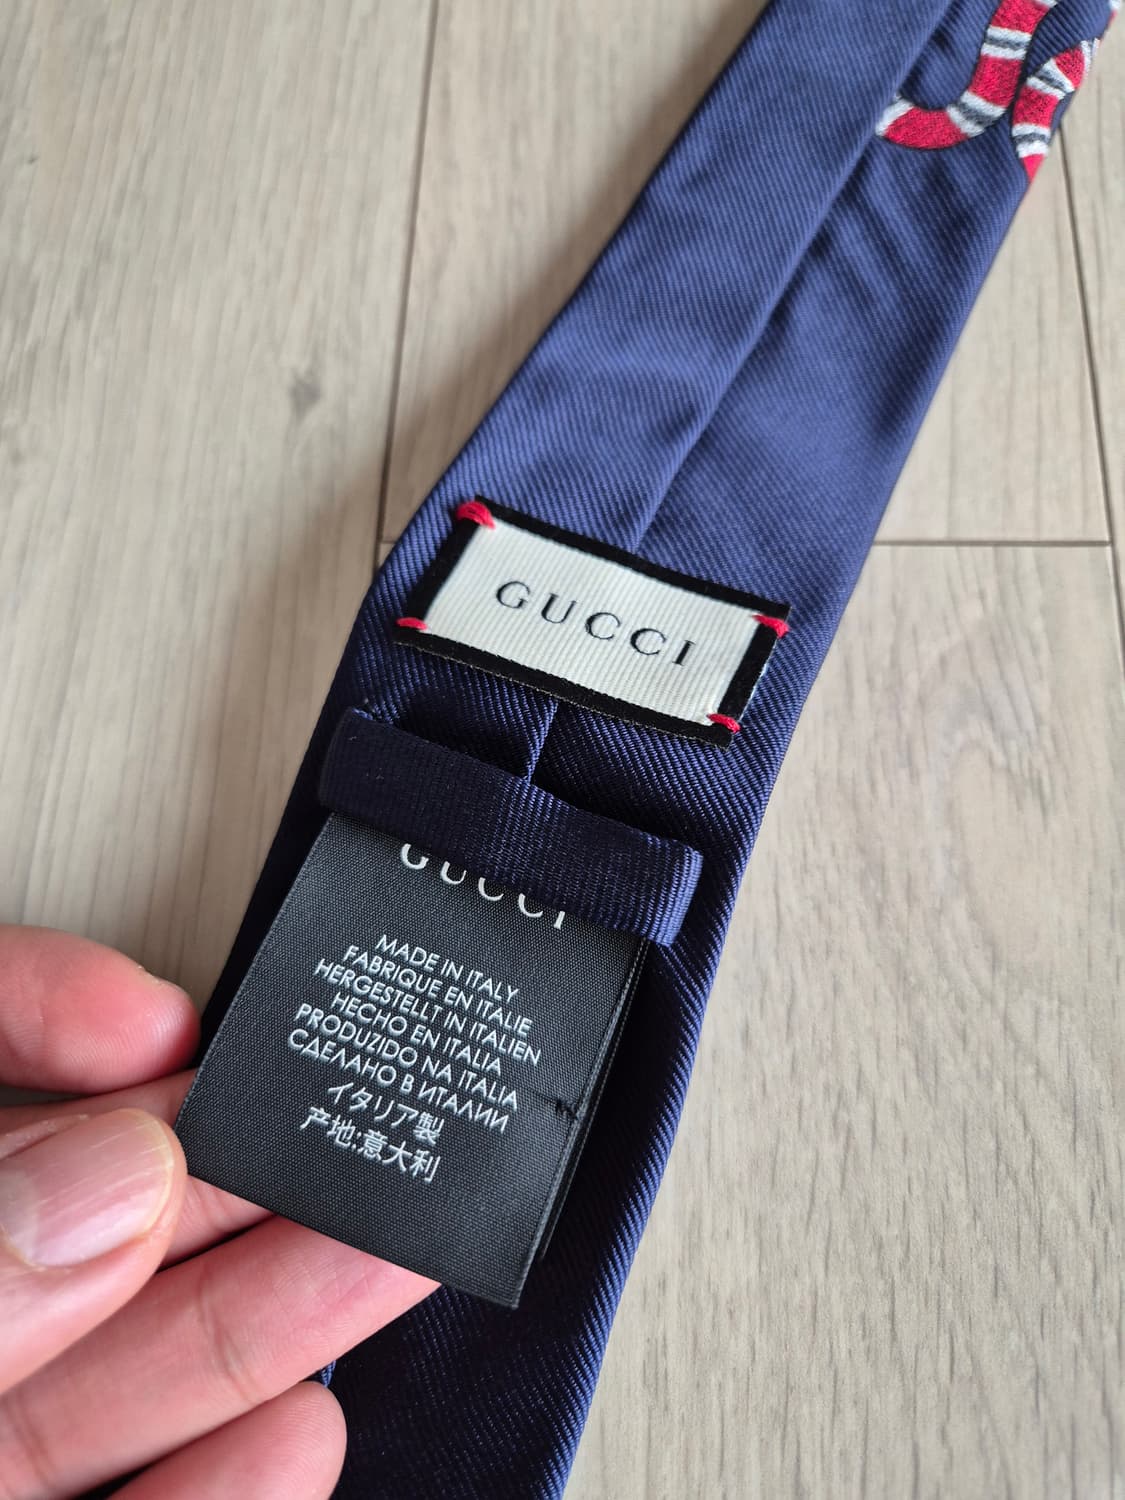 GUCCI
GUCCI
MADE IN ITALY
FABRIQUE EN ITALIE
HERGESTELLT IN ITALIEN
HECHO EN ITALIA
PRODUZIDO NA ITALIA
СДЕЛАНО В ИТАЛИИ
イタリア製
产地:意大利